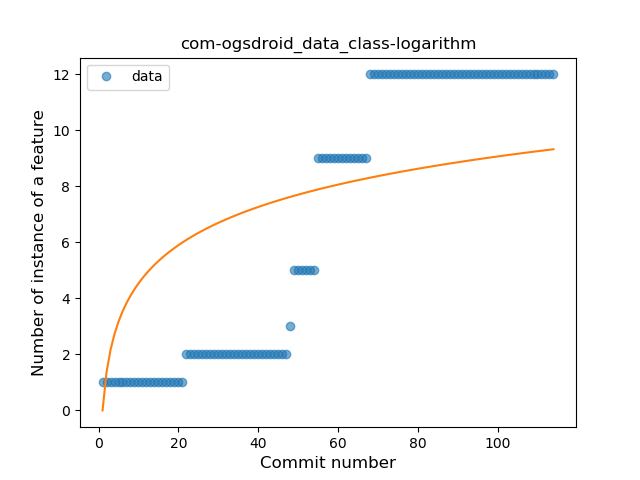 com-ogsdroid_data_class-logarithm
data
Number of instance of a feature
12
10
8
6
4
2
0
0 20 40 60 80 100
Commit number